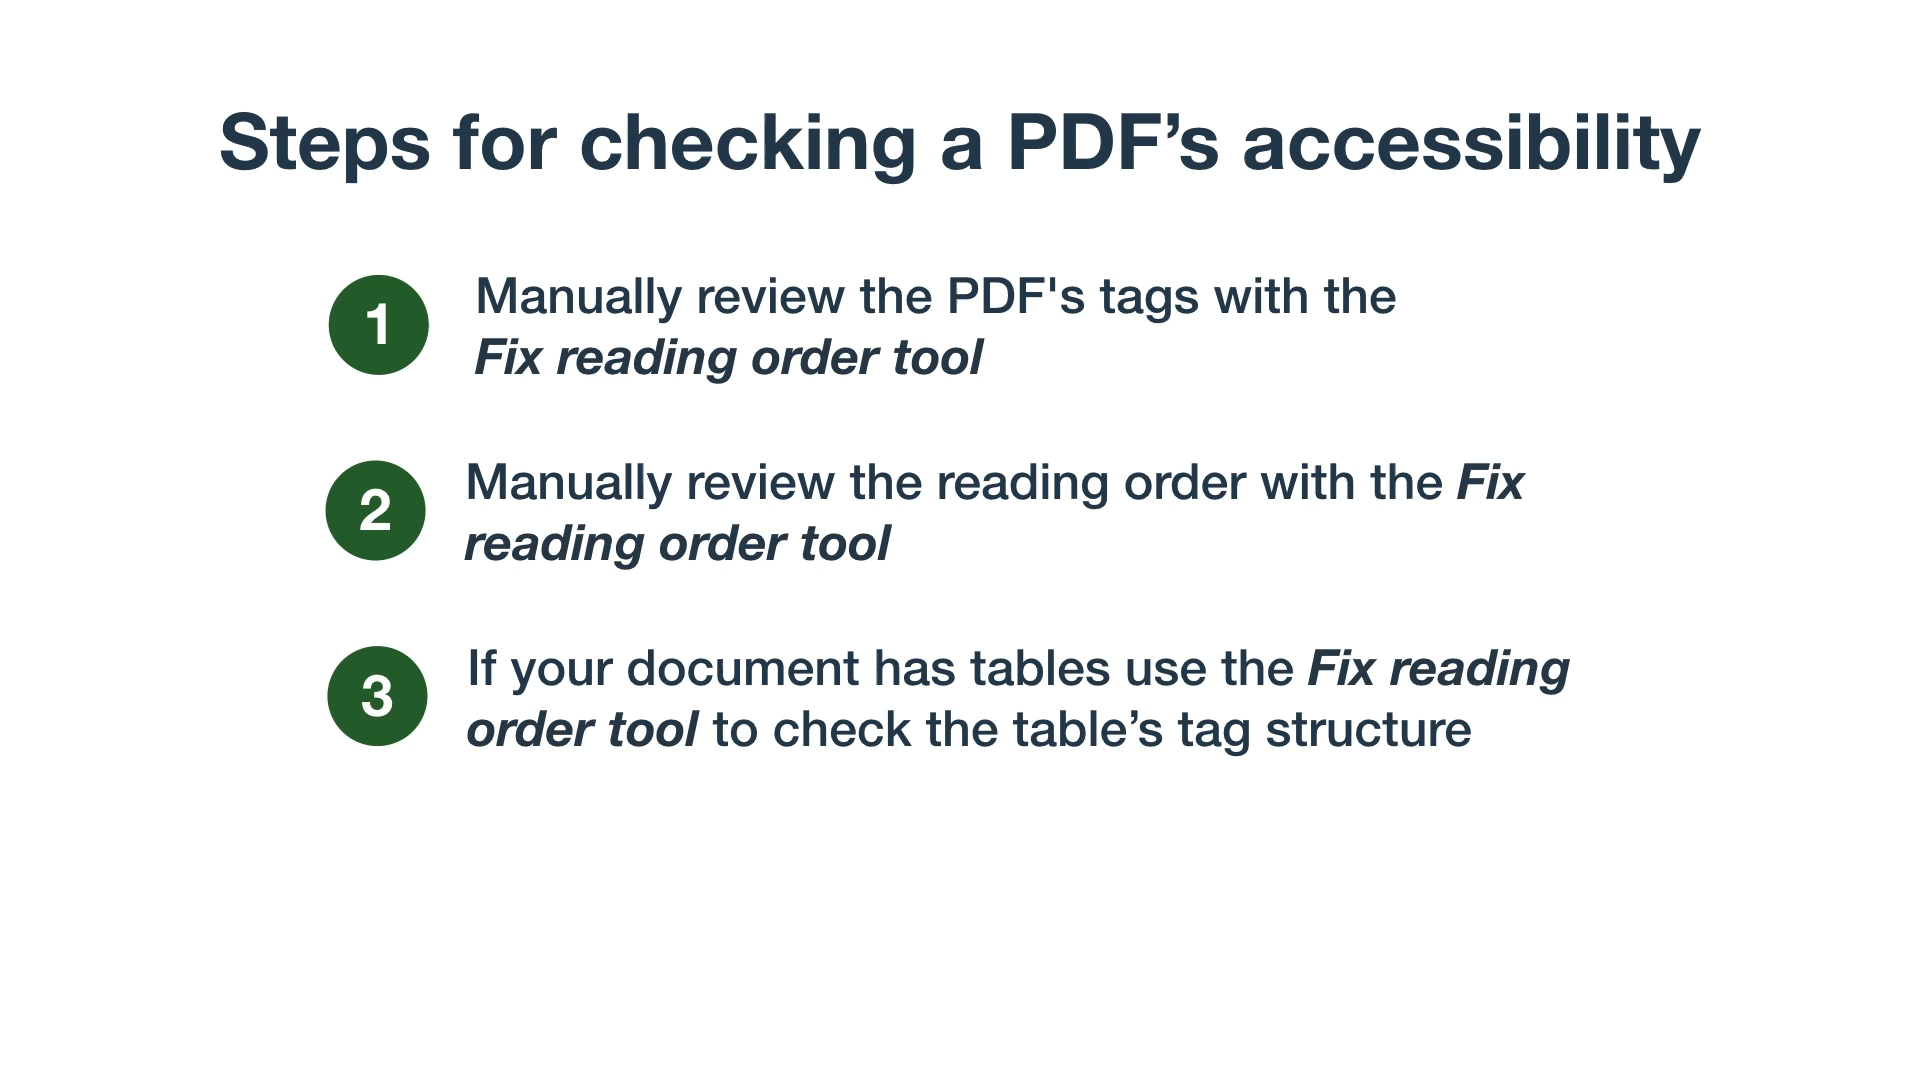 Steps for checking a PDF’s accessibility
1
Manually review the PDF's tags with the
Fix reading order tool
2
Manually review the reading order with the Fix
reading order tool
3
If your document has tables use the Fix reading
order tool to check the table’s tag structure